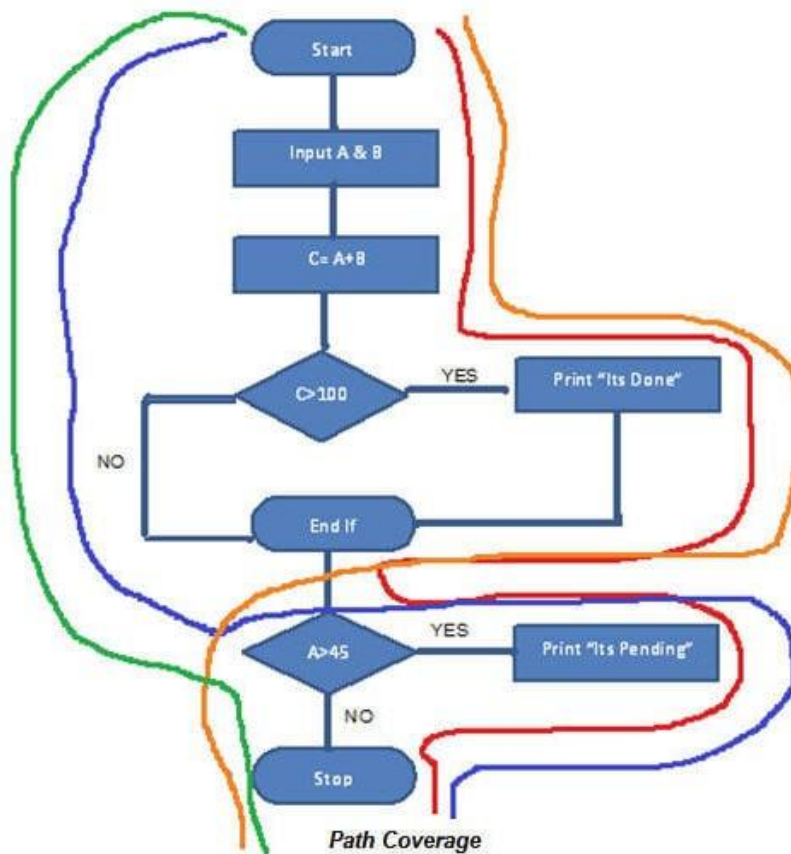 Start
Input A & B
C= A+B
C>100
YES
Print “Its Done”
NO
End If
A>45
YES
Print “Its Pending”
NO
Stop
Path Coverage